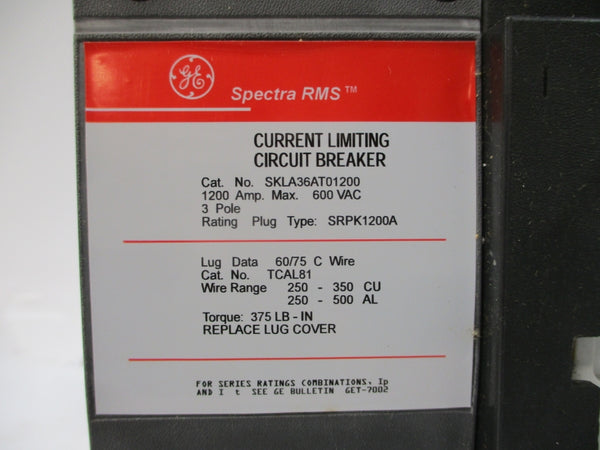 GE
Spectra RMS™
CURRENT LIMITING
CIRCUIT BREAKER
Cat. No. SKLA36AT01200
1200 Amp. Max. 600 VAC
3 Pole
Rating Plug Type: SRPK1200A
Lug Data 60/75 C Wire
Cat. No. TCAL81
Wire Range 250 - 350 CU
250 - 500 AL
Torque: 375 LB - IN
REPLACE LUG COVER
FOR SERIES RATINGS COMBINATIONS, Ip
AND I t SEE GE BULLETIN GET-7002